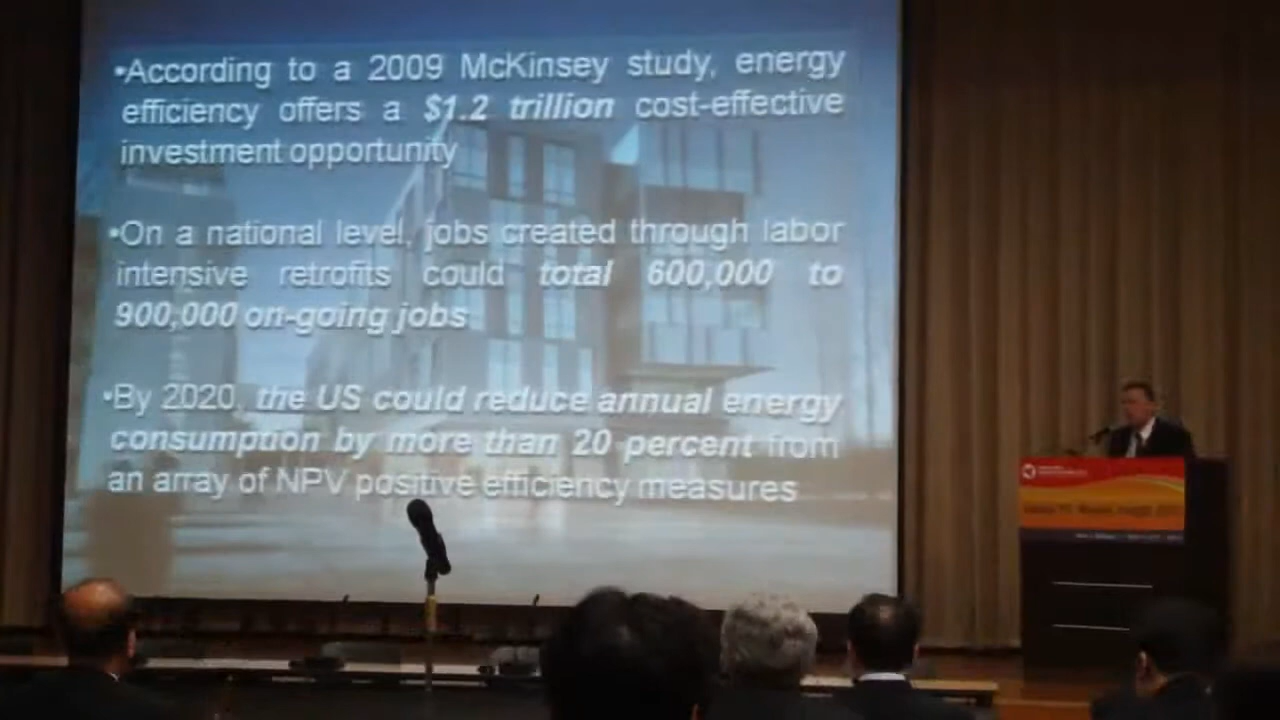 •According to a 2009 McKinsey study, energy
efficiency offers a $1.2 trillion cost-effective
investment opportunity
•On a national level, jobs created through labor
intensive retrofits could total 600,000 to
900,000 on-going jobs
•By 2020, the US could reduce annual energy
consumption by more than 20 percent from
an array of NPV positive efficiency measures